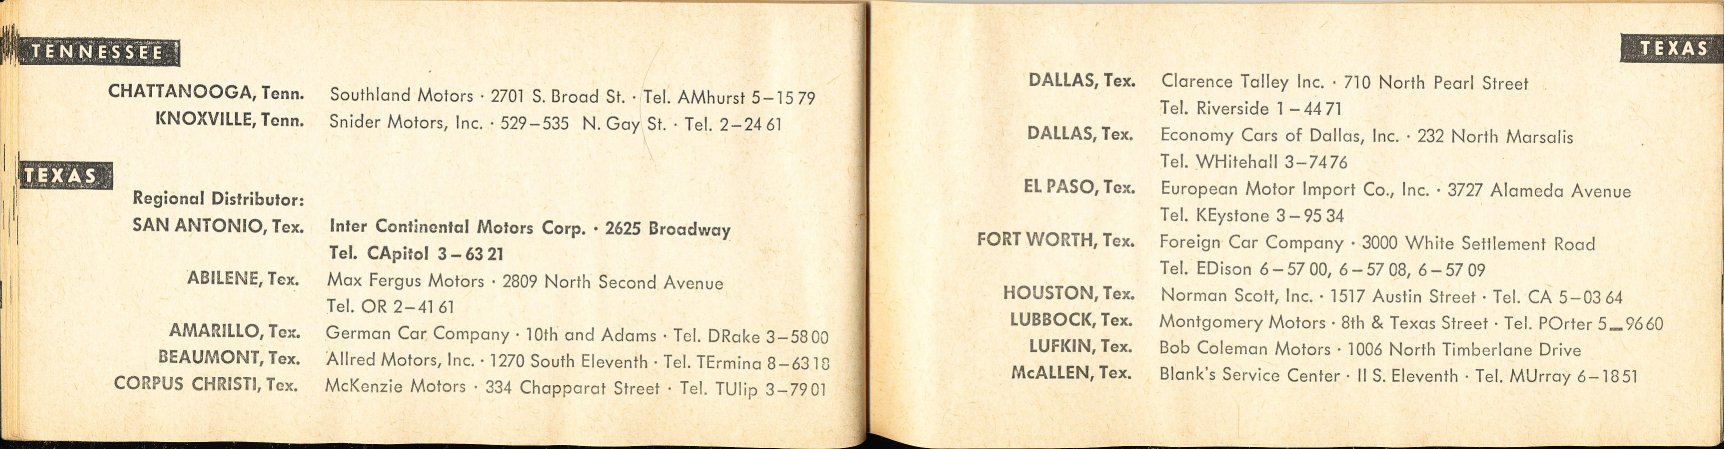 TENNESSEE
CHATTANOOGA, Tenn. Southland Motors · 2701 S. Broad St. · Tel. AMhurst 5–15 79
KNOXVILLE, Tenn. Snider Motors, Inc. · 529–535 N. Gay St. · Tel. 2–24 61
TEXAS
Regional Distributor:
SAN ANTONIO, Tex. Inter Continental Motors Corp. · 2625 Broadway
Tel. CApitol 3–63 21
ABILENE, Tex. Max Fergus Motors · 2809 North Second Avenue
Tel. OR 2–41 61
AMARILLO, Tex. German Car Company · 10th and Adams · Tel. DRake 3–58 00
BEAUMONT, Tex. Allred Motors, Inc. · 1270 South Eleventh · Tel. TErmina 8–63 18
CORPUS CHRISTI, Tex. McKenzie Motors · 334 Chapparat Street · Tel. TUlip 3–79 01
TEXAS
DALLAS, Tex. Clarence Talley Inc. · 710 North Pearl Street
Tel. Riverside 1–44 71
DALLAS, Tex. Economy Cars of Dallas, Inc. · 232 North Marsalis
Tel. WHitehall 3–74 76
EL PASO, Tex. European Motor Import Co., Inc. · 3727 Alameda Avenue
Tel. KEystone 3–95 34
FORT WORTH, Tex. Foreign Car Company · 3000 White Settlement Road
Tel. EDison 6–57 00, 6–57 08, 6–57 09
HOUSTON, Tex. Norman Scott, Inc. · 1517 Austin Street · Tel. CA 5–03 64
LUBBOCK, Tex. Montgomery Motors · 8th & Texas Street · Tel. POrter 5–96 60
LUFKIN, Tex. Bob Coleman Motors · 1006 North Timberlane Drive
McALLEN, Tex. Blank's Service Center · II S. Eleventh · Tel. MUrray 6–18 51